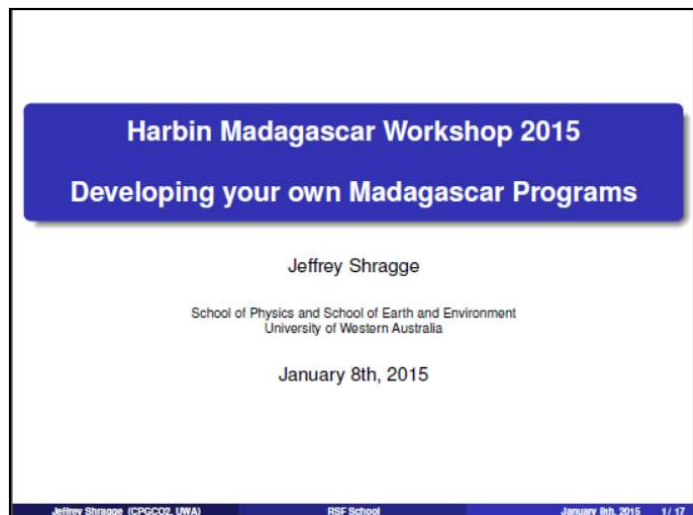 Harbin Madagascar Workshop 2015
Developing your own Madagascar Programs
Jeffrey Shragge
School of Physics and School of Earth and Environment
University of Western Australia
January 8th, 2015
Jeffrey Shragge (CPGCO2, UWA) RSF School January 8th, 2015 1 / 17